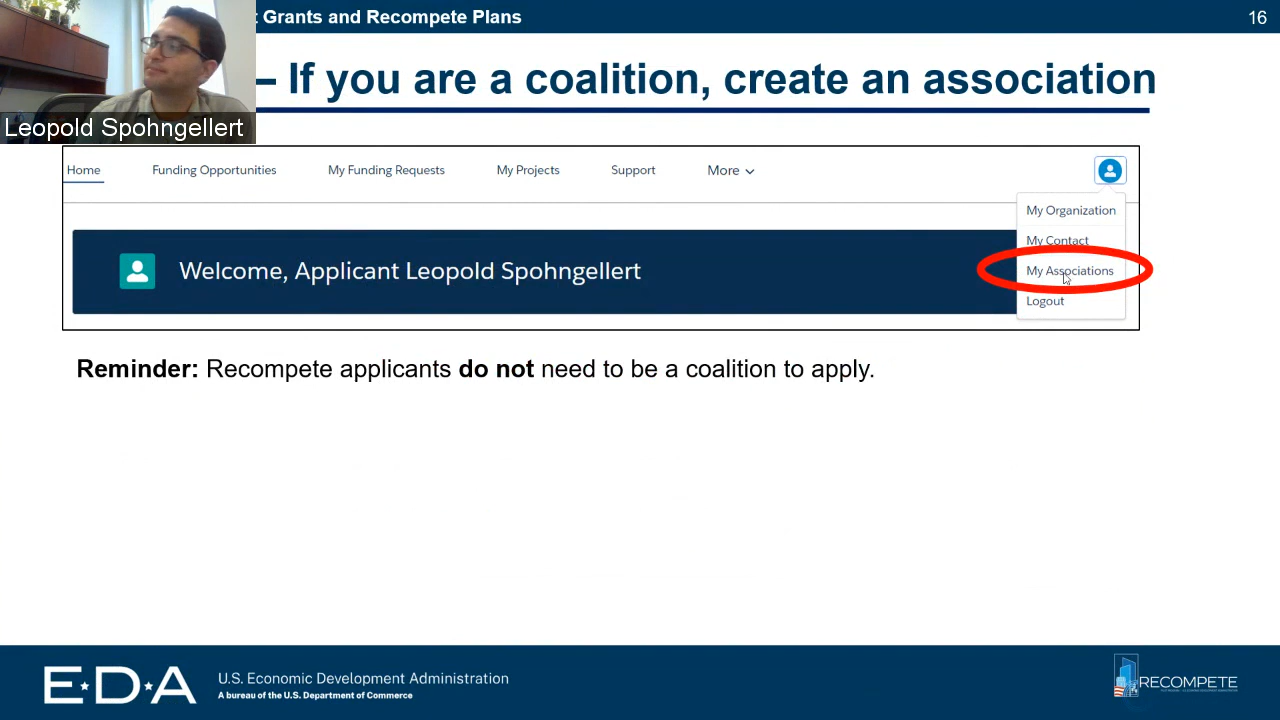 Grants and Recompete Plans
16
– If you are a coalition, create an association
Leopold Spohngellert
Home
Funding Opportunities
My Funding Requests
My Projects
Support
More
My Organization
My Contact
My Associations
Logout
Welcome, Applicant Leopold Spohngellert
Reminder: Recompete applicants do not need to be a coalition to apply.
EDA
U.S. Economic Development Administration
A bureau of the U.S. Department of Commerce
RECOMPETE